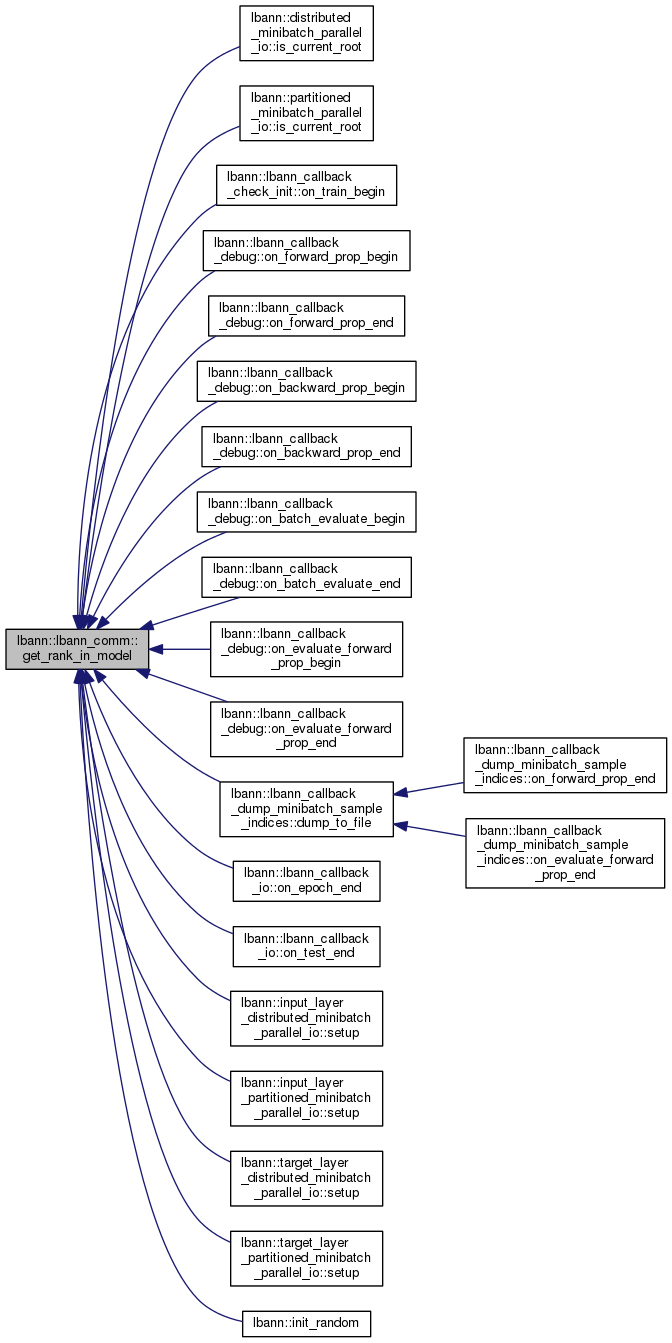 lbann::distributed
_minibatch_parallel
_io::is_current_root
lbann::partitioned
_minibatch_parallel
_io::is_current_root
lbann::lbann_callback
_check_init::on_train_begin
lbann::lbann_callback
_debug::on_forward_prop_begin
lbann::lbann_callback
_debug::on_forward_prop_end
lbann::lbann_callback
_debug::on_backward_prop_begin
lbann::lbann_callback
_debug::on_backward_prop_end
lbann::lbann_callback
_debug::on_batch_evaluate_begin
lbann::lbann_callback
_debug::on_batch_evaluate_end
lbann::lbann_comm::
get_rank_in_model
lbann::lbann_callback
_debug::on_evaluate_forward
_prop_begin
lbann::lbann_callback
_debug::on_evaluate_forward
_prop_end
lbann::lbann_callback
_dump_minibatch_sample
_indices::dump_to_file
lbann::lbann_callback
_dump_minibatch_sample
_indices::on_forward_prop_end
lbann::lbann_callback
_dump_minibatch_sample
_indices::on_evaluate_forward
_prop_end
lbann::lbann_callback
_io::on_epoch_end
lbann::lbann_callback
_io::on_test_end
lbann::input_layer
_distributed_minibatch
_parallel_io::setup
lbann::input_layer
_partitioned_minibatch
_parallel_io::setup
lbann::target_layer
_distributed_minibatch
_parallel_io::setup
lbann::target_layer
_partitioned_minibatch
_parallel_io::setup
lbann::init_random